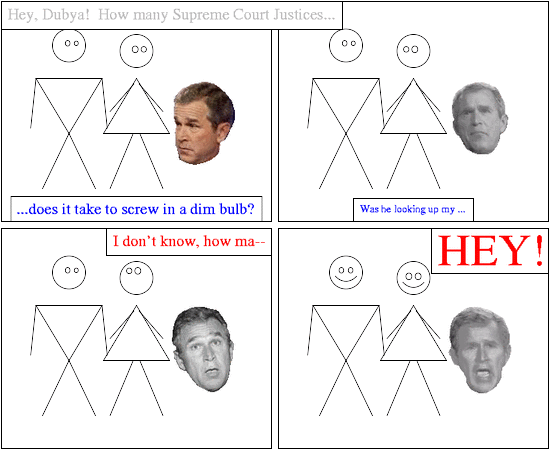 Hey, Dubya!  How many Supreme Court Justices...
...does it take to screw in a dim bulb?
Was he looking up my ...
I don't know, how ma--
HEY!